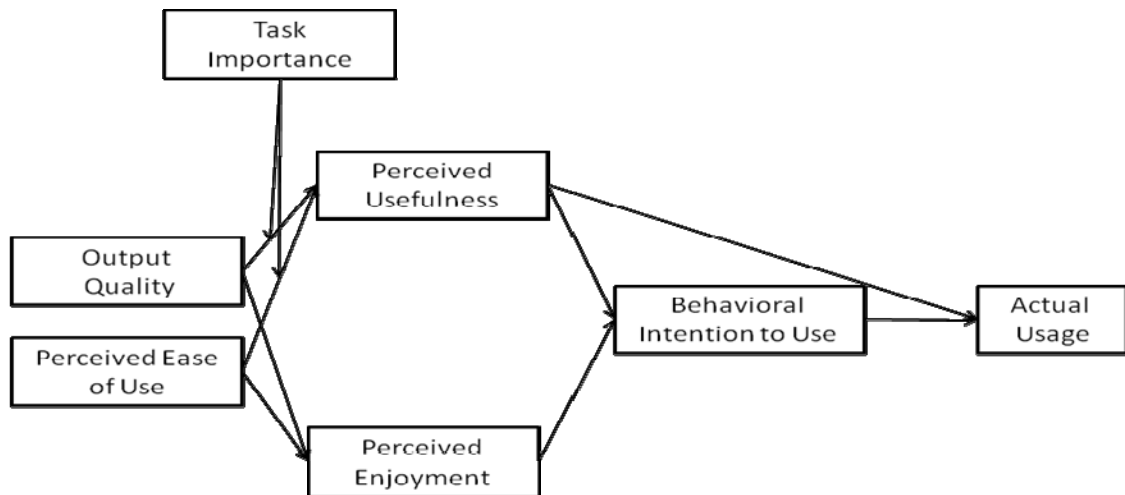 Task
Importance
Perceived
Usefulness
Output
Quality
Behavioral
Intention to Use
Actual
Usage
Perceived Ease
of Use
Perceived
Enjoyment